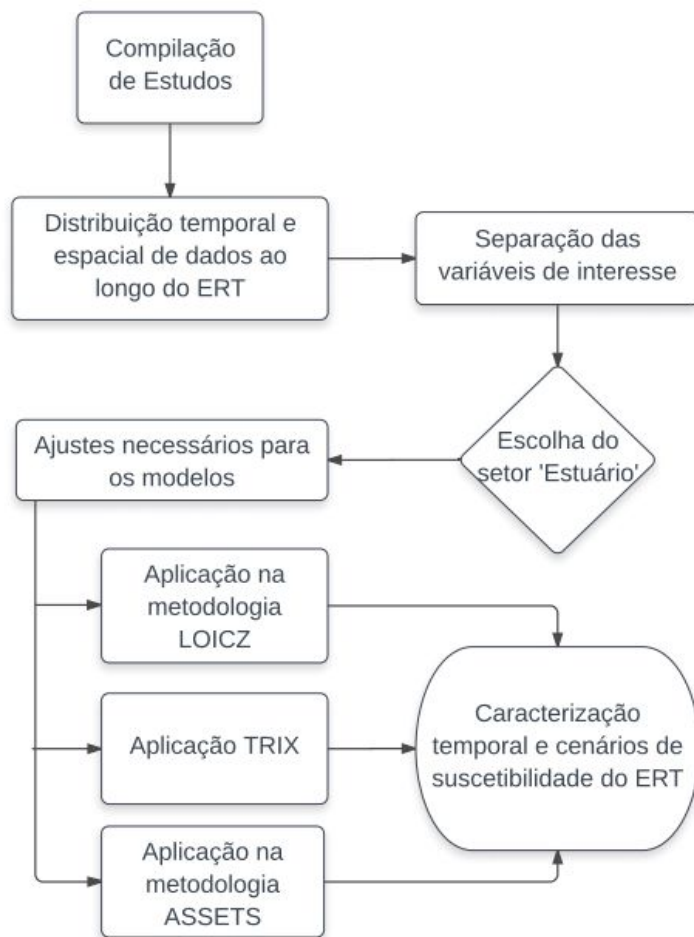 Compilação
de Estudos
Distribuição temporal e
espacial de dados ao
longo do ERT
Separação das
variáveis de interesse
Escolha do
setor 'Estuário'
Ajustes necessários para
os modelos
Aplicação na
metodologia
LOICZ
Aplicação TRIX
Aplicação na
metodologia
ASSETS
Caracterização
temporal e cenários de
suscetibilidade do ERT